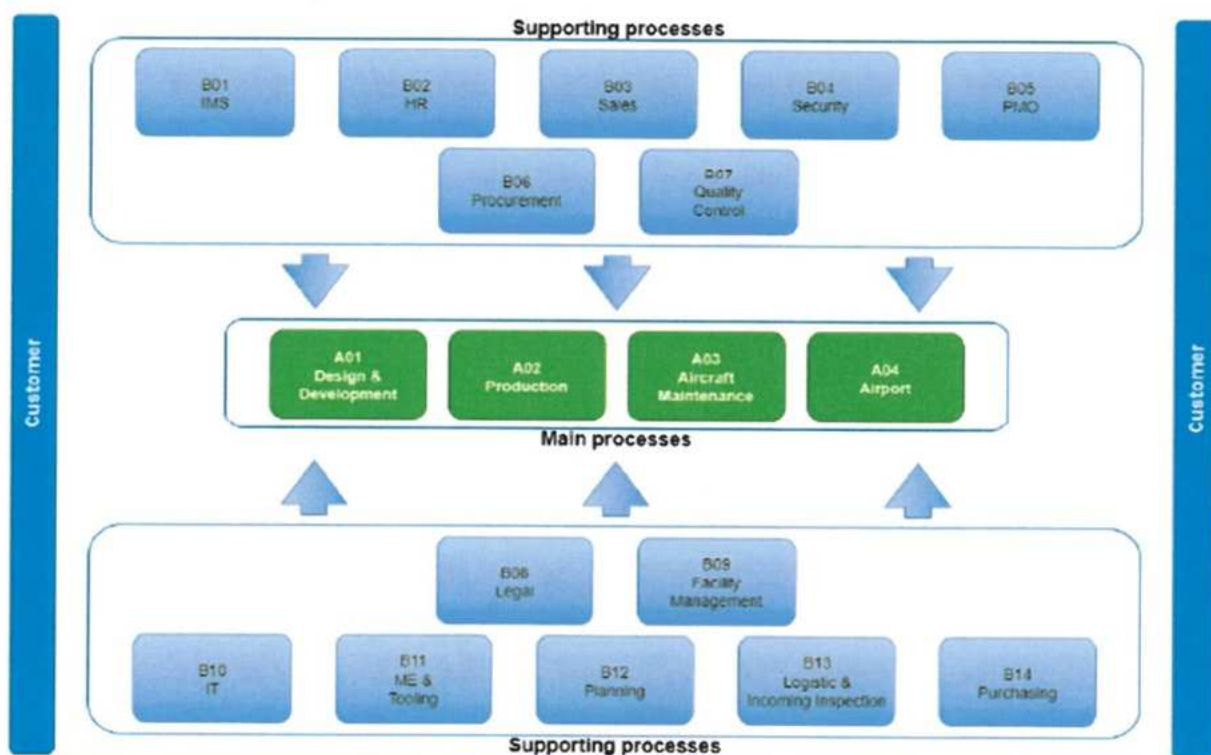 Supporting processes
B01
IMS
B02
HR
B03
Sales
B04
Security
B05
PMO
B06
Procurement
B07
Quality
Control
Customer
A01
Design &
Development
A02
Production
A03
Aircraft
Maintenance
A04
Airport
Customer
Main processes
B08
Legal
B09
Facility
Management
B10
IT
B11
ME &
Tooling
B12
Planning
B13
Logistic &
Incoming Inspection
B14
Purchasing
Supporting processes